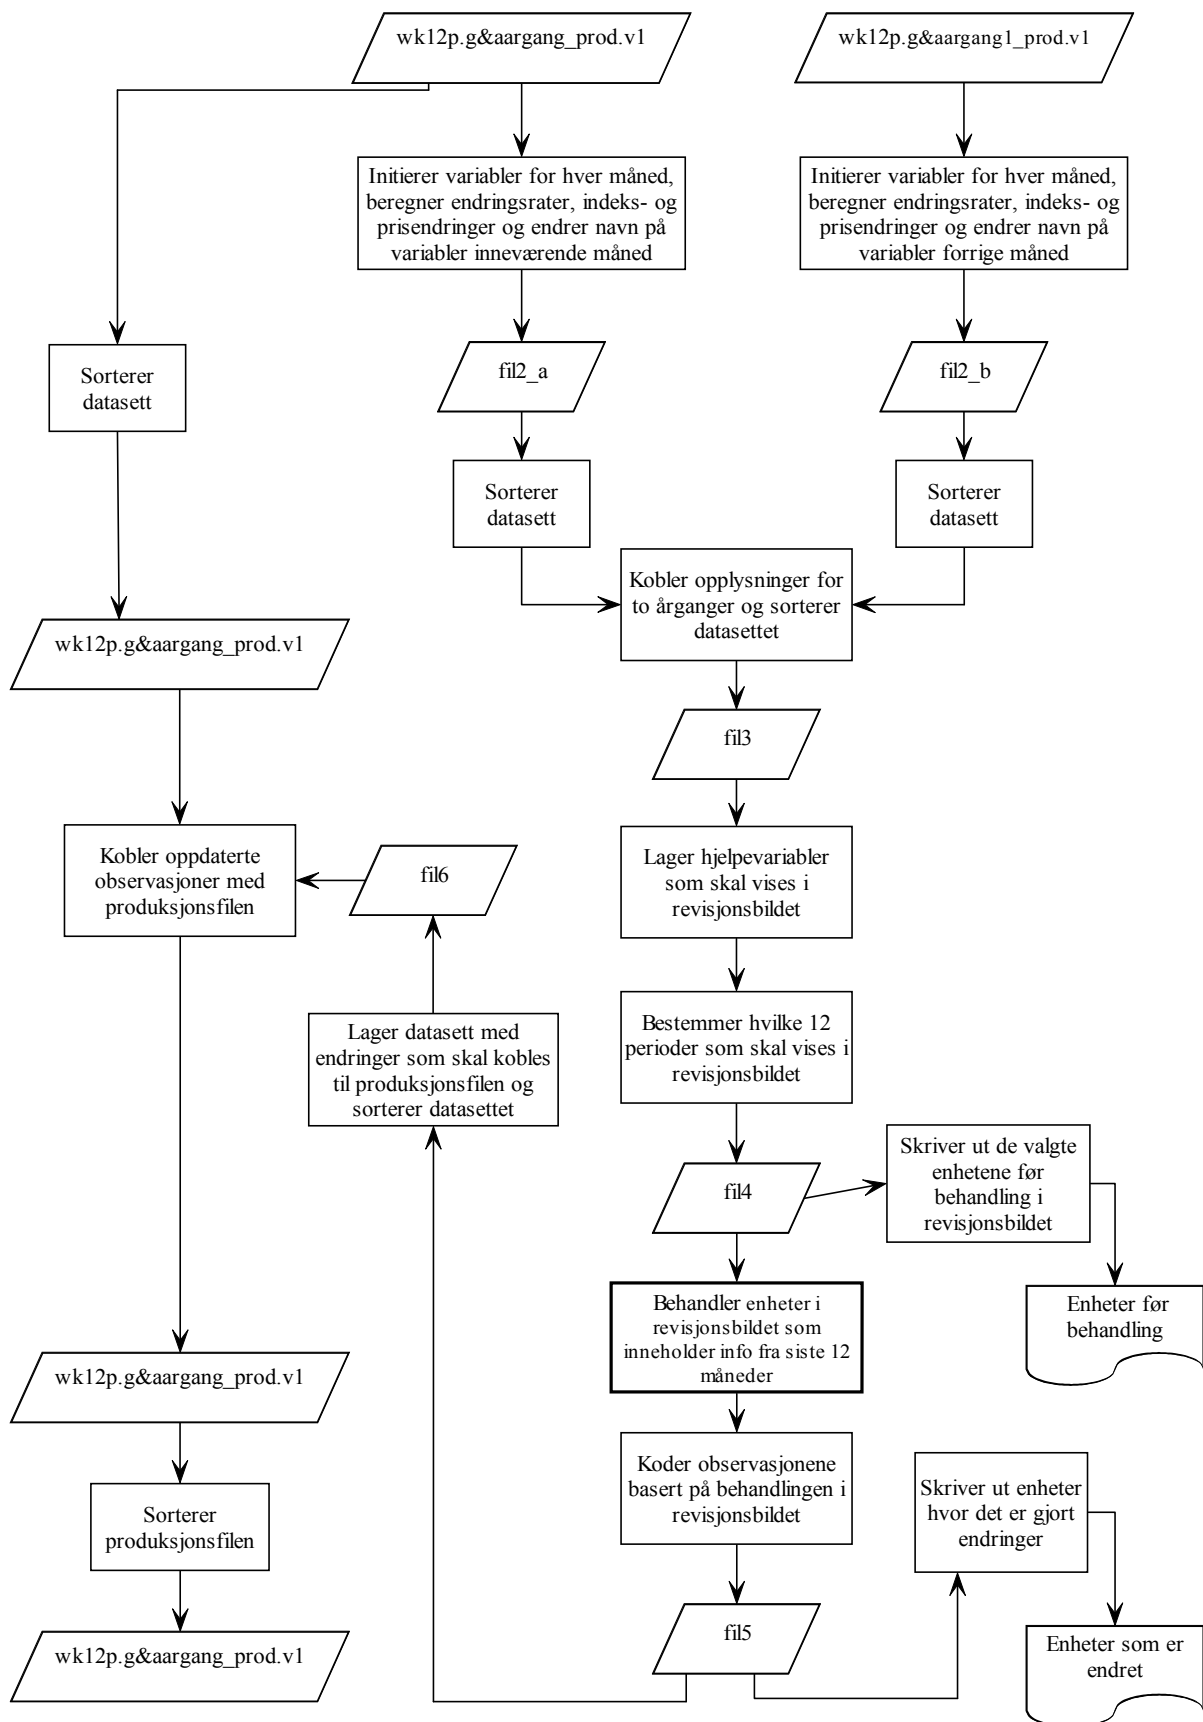 wk12p.g&aargang_prod.v1
wk12p.g&aargang1_prod.v1
Initierer variabler for hver måned,
beregner endringsrater, indeks- og
prisendringer og endrer navn på
variabler inneværende måned
Initierer variabler for hver måned,
beregner endringsrater, indeks- og
prisendringer og endrer navn på
variabler forrige måned
Sorterer
datasett
fil2_a
fil2_b
Sorterer
datasett
Sorterer
datasett
Kobler opplysninger for
to årganger og sorterer
datasettet
wk12p.g&aargang_prod.v1
fil3
Kobler oppdaterte
observasjoner med
produksjonsfilen
fil6
Lager hjelpevariabler
som skal vises i
revisjonsbildet
Lager datasett med
endringer som skal kobles
til produksjonsfilen og
sorterer datasettet
Bestemmer hvilke 12
perioder som skal vises i
revisjonsbildet
fil4
Skriver ut de valgte
enhetene før
behandling i
revisjonsbildet
Behandler enheter i
revisjonsbildet som
inneholder info fra siste 12
måneder
Enheter før
behandling
wk12p.g&aargang_prod.v1
Koder observasjonene
basert på behandlingen i
revisjonsbildet
Skriver ut enheter
hvor det er gjort
endringer
Sorterer
produksjonsfilen
fil5
Enheter som er
endret
wk12p.g&aargang_prod.v1